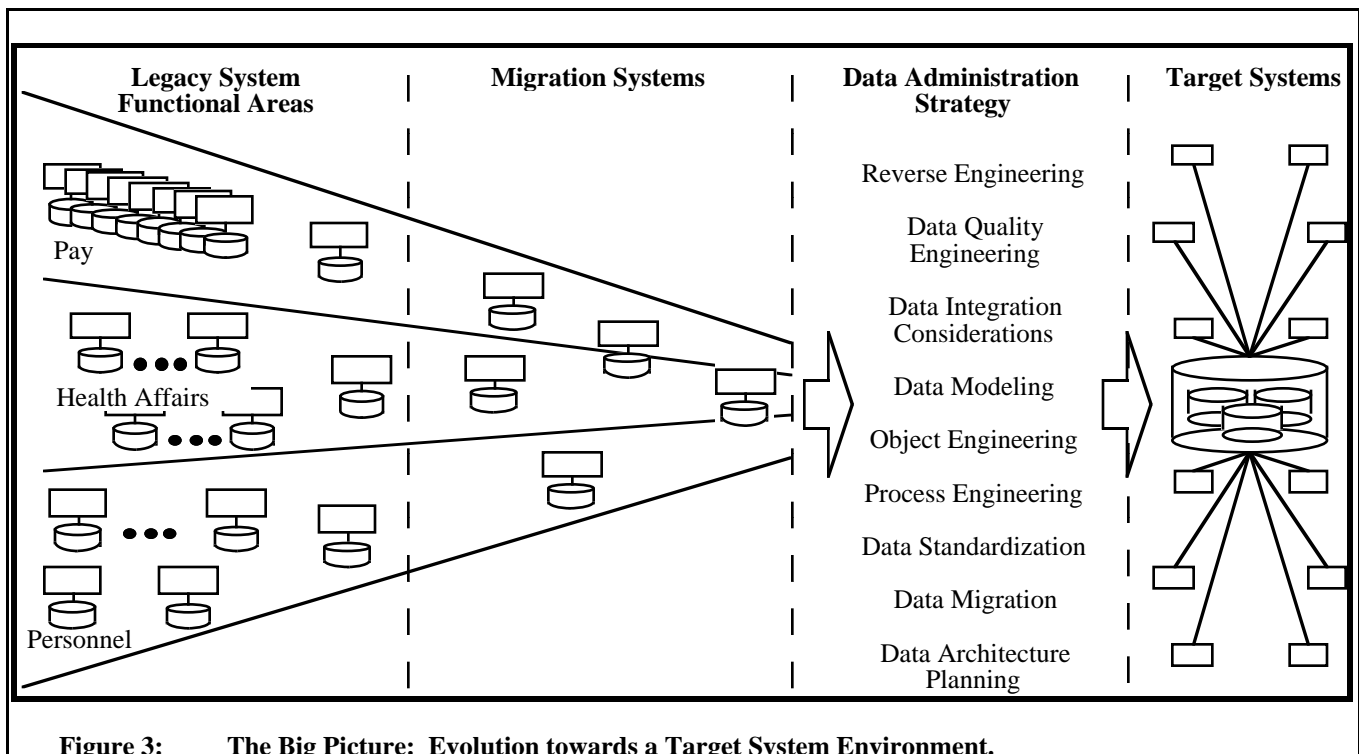 Legacy System
Functional Areas
Migration Systems
Data Administration
Strategy
Target Systems
Pay
Health Affairs
Personnel
Reverse Engineering
Data Quality
Engineering
Data Integration
Considerations
Data Modeling
Object Engineering
Process Engineering
Data Standardization
Data Migration
Data Architecture
Planning
Figure 3: The Big Picture: Evolution towards a Target System Environment.